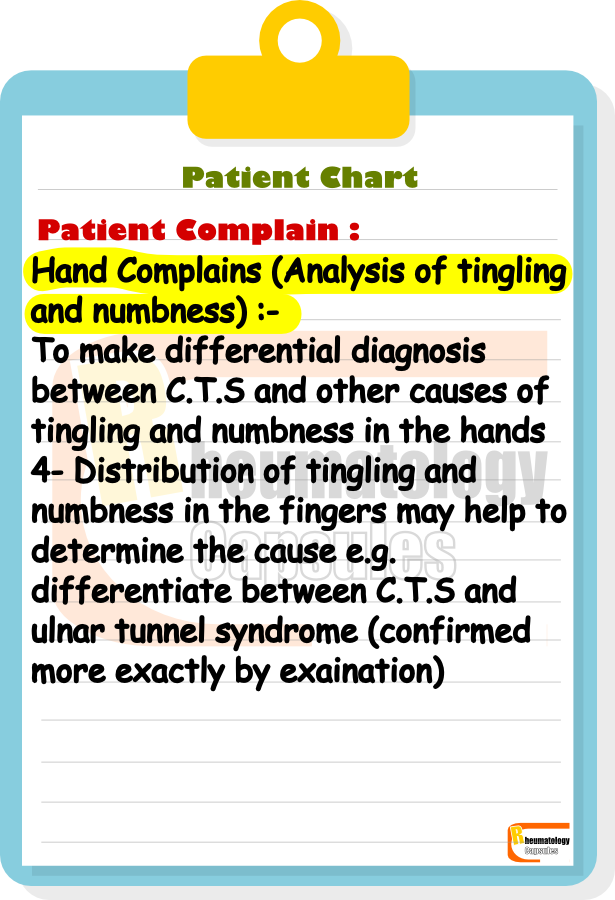 Patient Chart
Patient Complain :
Hand Complains (Analysis of tingling
and numbness) :-
To make differential diagnosis
between C.T.S and other causes of
tingling and numbness in the hands
4- Distribution of tingling and
numbness in the fingers may help to
determine the cause e.g.
differentiate between C.T.S and
ulnar tunnel syndrome (confirmed
more exactly by exaination)
Rheumatology
Capsules
Rheumatology
Capsules